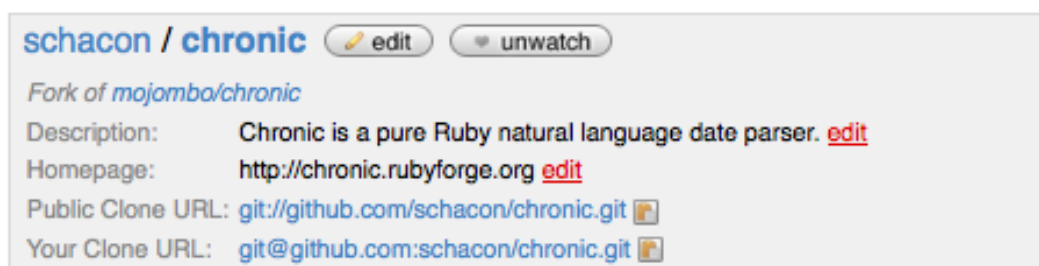 schacon / chronic edit unwatch
Fork of mojombo/chronic
Description: Chronic is a pure Ruby natural language date parser. edit
Homepage: http://chronic.rubyforge.org edit
Public Clone URL: git://github.com/schacon/chronic.git
Your Clone URL: git@github.com:schacon/chronic.git